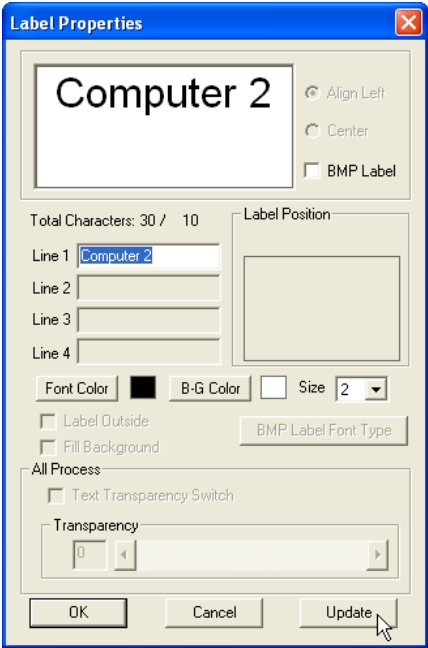 Label Properties
Computer 2
Align Left
Center
BMP Label
Total Characters: 30 / 10
Label Position
Line 1 Computer 2
Line 2
Line 3
Line 4
Font Color B-G Color Size 2
Label Outside
BMP Label Font Type
Fill Background
All Process
Text Transparency Switch
Transparency
0
OK Cancel Update